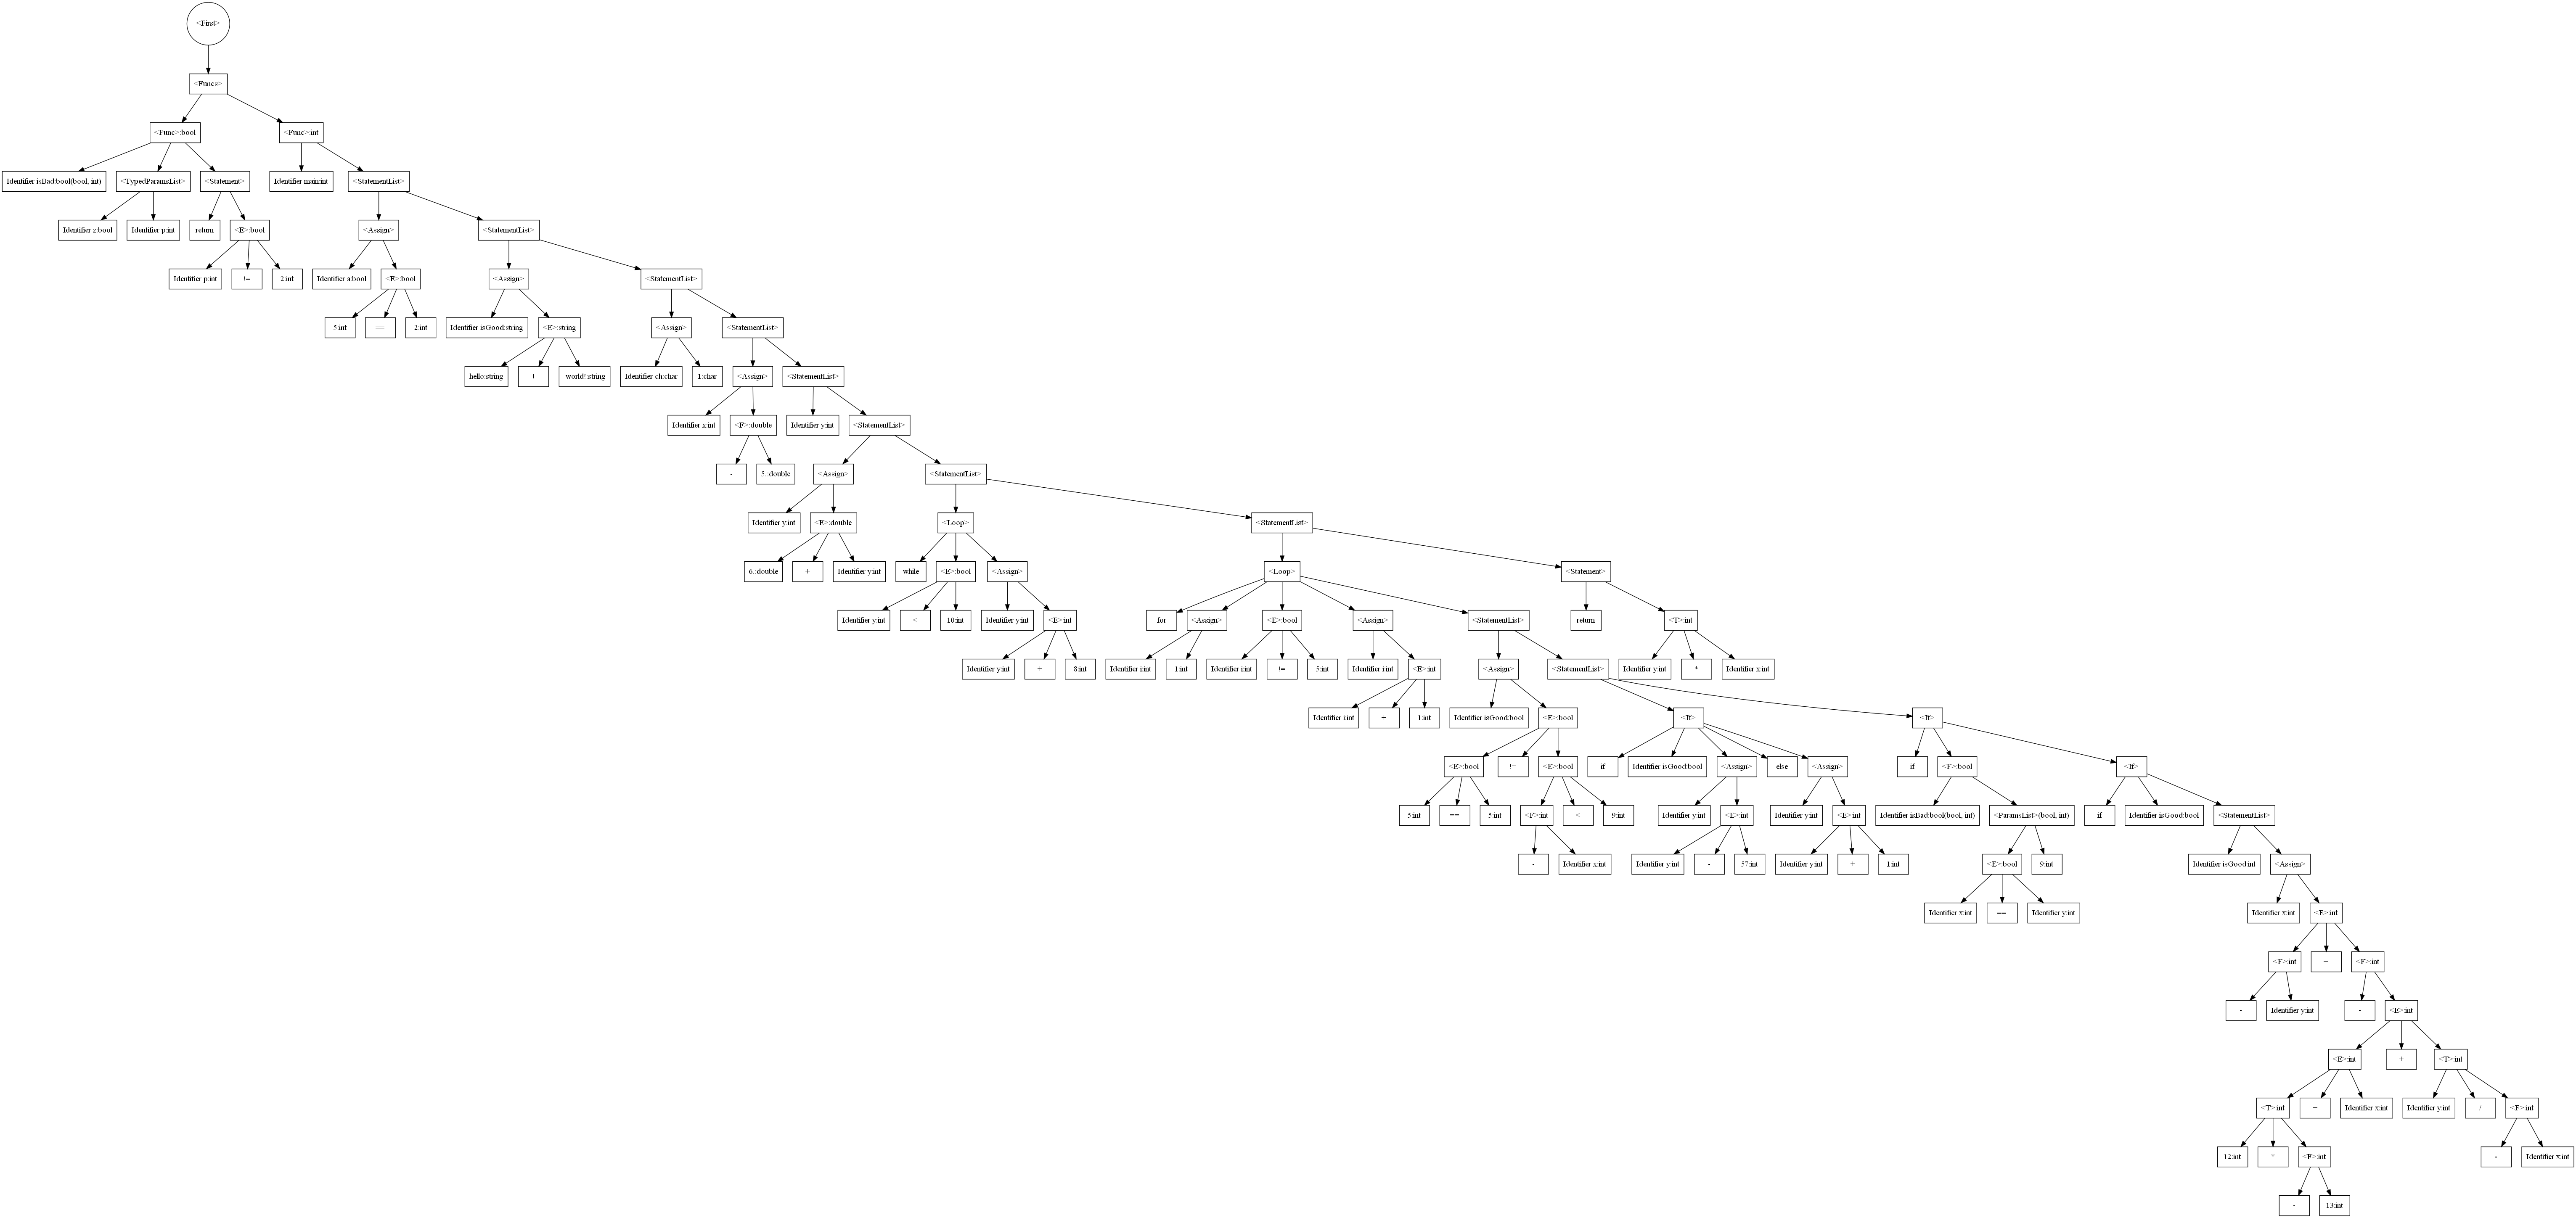 <First>
<Funcs>
<Func>:bool
<Func>:int
Identifier isBad:bool(bool, int)
<TypedParamsList>
<Statement>
Identifier main:int
<StatementList>
Identifier z:bool
Identifier p:int
return
<E>:bool
<Assign>
<StatementList>
Identifier p:int
!=
2:int
Identifier a:bool
<E>:bool
<Assign>
<StatementList>
5:int
==
2:int
Identifier isGood:string
<E>:string
<Assign>
<StatementList>
hello:string
+
world!:string
Identifier ch:char
1:char
<Assign>
<StatementList>
Identifier x:int
<F>:double
Identifier y:int
<StatementList>
-
5.:double
<Assign>
<StatementList>
Identifier y:int
<E>:double
<Loop>
<StatementList>
6.:double
+
Identifier y:int
while
<E>:bool
<Assign>
<Loop>
<Statement>
Identifier y:int
<
10:int
Identifier y:int
<E>:int
for
<Assign>
<E>:bool
<Assign>
<StatementList>
return
<T>:int
Identifier y:int
+
8:int
Identifier i:int
1:int
Identifier i:int
!=
5:int
Identifier i:int
<E>:int
<Assign>
<StatementList>
Identifier y:int
*
Identifier x:int
Identifier i:int
+
1:int
Identifier isGood:bool
<E>:bool
<If>
<If>
<E>:bool
!=
<E>:bool
if
Identifier isGood:bool
<Assign>
else
<Assign>
if
<F>:bool
<If>
5:int
==
5:int
<F>:int
<
9:int
Identifier y:int
<E>:int
Identifier y:int
<E>:int
Identifier isBad:bool(bool, int)
<ParamsList>(bool, int)
if
Identifier isGood:bool
<StatementList>
-
Identifier x:int
Identifier y:int
-
57:int
Identifier y:int
+
1:int
<E>:bool
9:int
Identifier isGood:int
<Assign>
Identifier x:int
==
Identifier y:int
Identifier x:int
<E>:int
<F>:int
+
<F>:int
-
Identifier y:int
-
<E>:int
<E>:int
+
<T>:int
<T>:int
+
Identifier x:int
Identifier y:int
/
<F>:int
12:int
*
<F>:int
-
Identifier x:int
-
13:int